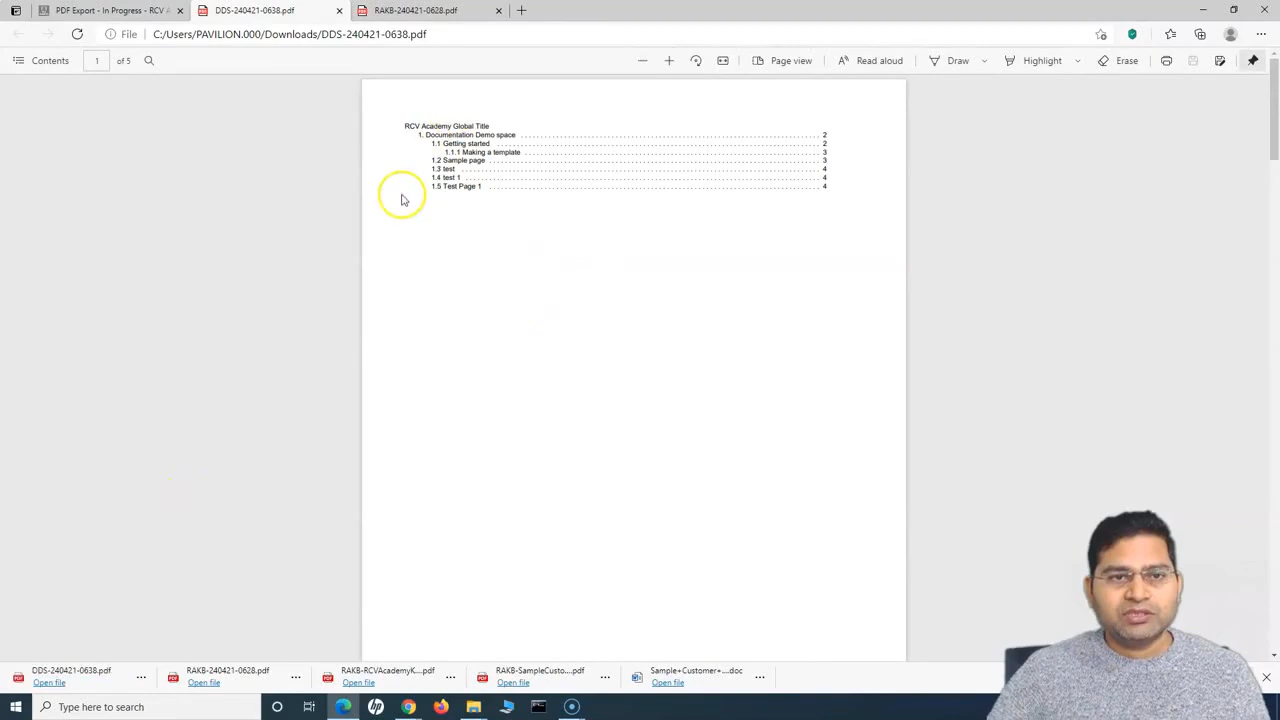 PDF Export - In Progress - RCV A
DDS-240421-0638.pdf
RAKB-240421-0628.pdf
File
C:/Users/PAVILION.000/Downloads/DDS-240421-0638.pdf
Contents
1
of 5
Page view
Read aloud
Draw
Highlight
Erase
RCV Academy Global Title
1. Documentation Demo space 2
1.1 Getting started 2
1.1.1 Making a template 3
1.2 Sample page 3
1.3 test 4
1.4 test 1 4
1.5 Test Page 1 4
DDS-240421-0638.pdf
Open file
RAKB-240421-0628.pdf
Open file
RAKB-RCVAcademyK....pdf
Open file
RAKB-SampleCusto....pdf
Open file
Sample+Customer+....doc
Open file
Type here to search